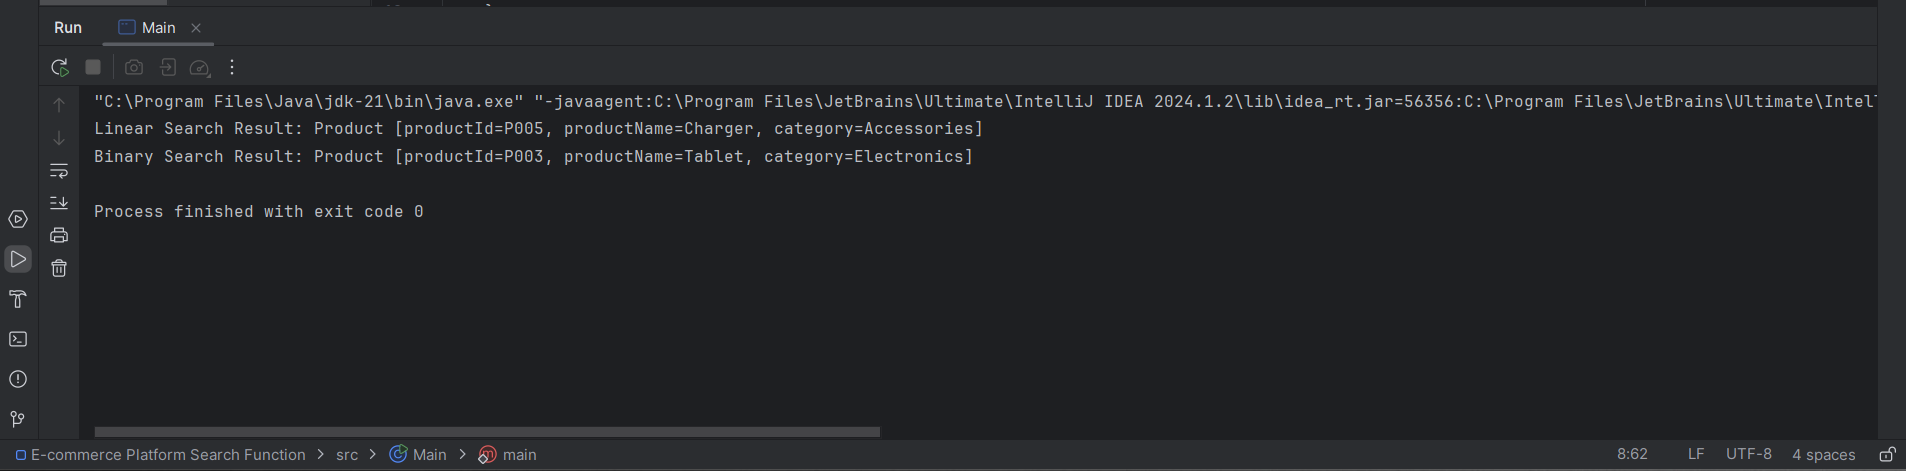 Run Main
"C:\Program Files\Java\jdk-21\bin\java.exe" "-javaagent:C:\Program Files\JetBrains\Ultimate\IntelliJ IDEA 2024.1.2\lib\idea_rt.jar=56356:C:\Program Files\JetBrains\Ultimate\Intell
Linear Search Result: Product [productId=P005, productName=Charger, category=Accessories]
Binary Search Result: Product [productId=P003, productName=Tablet, category=Electronics]
Process finished with exit code 0
E-commerce Platform Search Function > src > Main > main 8:62 LF UTF-8 4 spaces